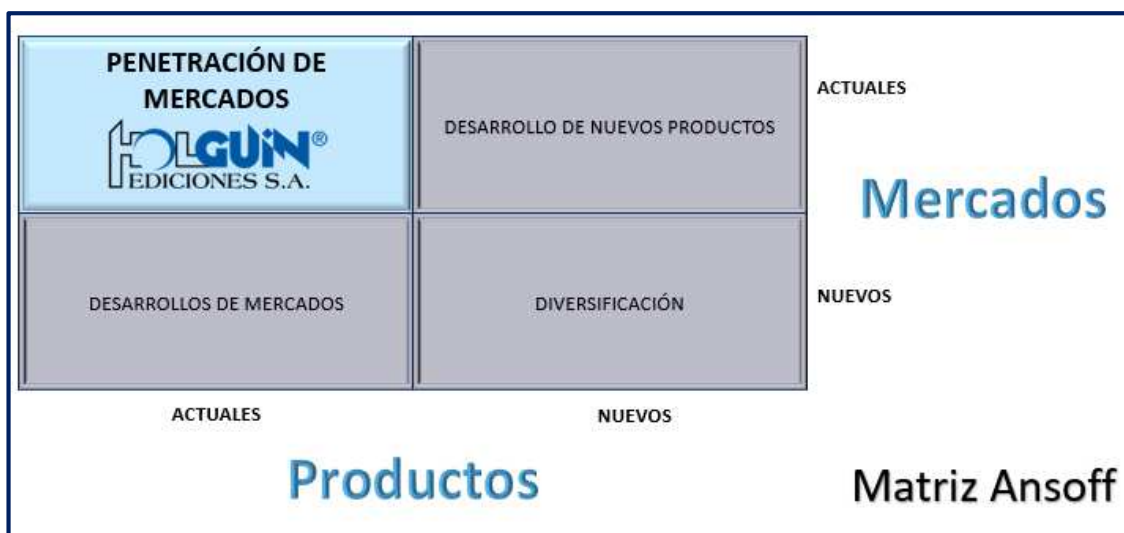 PENETRACIÓN DE
MERCADOS
HOLGUIN®
EDICIONES S.A.
DESARROLLO DE NUEVOS PRODUCTOS
ACTUALES
Mercados
DESARROLLOS DE MERCADOS
DIVERSIFICACIÓN
NUEVOS
ACTUALES
NUEVOS
Productos
Matriz Ansoff